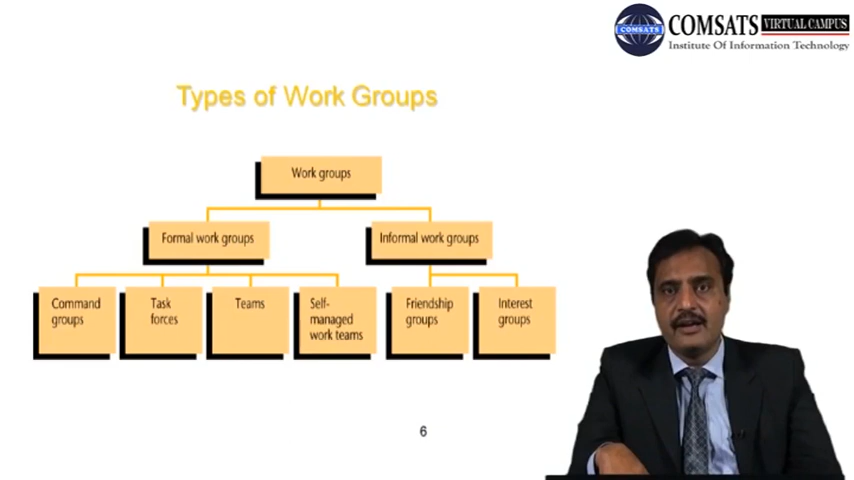 COMSATS
COMSATS VIRTUAL CAMPUS
Institute Of Information Technology
Types of Work Groups
Work groups
Formal work groups
Informal work groups
Command
groups
Task
forces
Teams
Self-
managed
work teams
Friendship
groups
Interest
groups
6